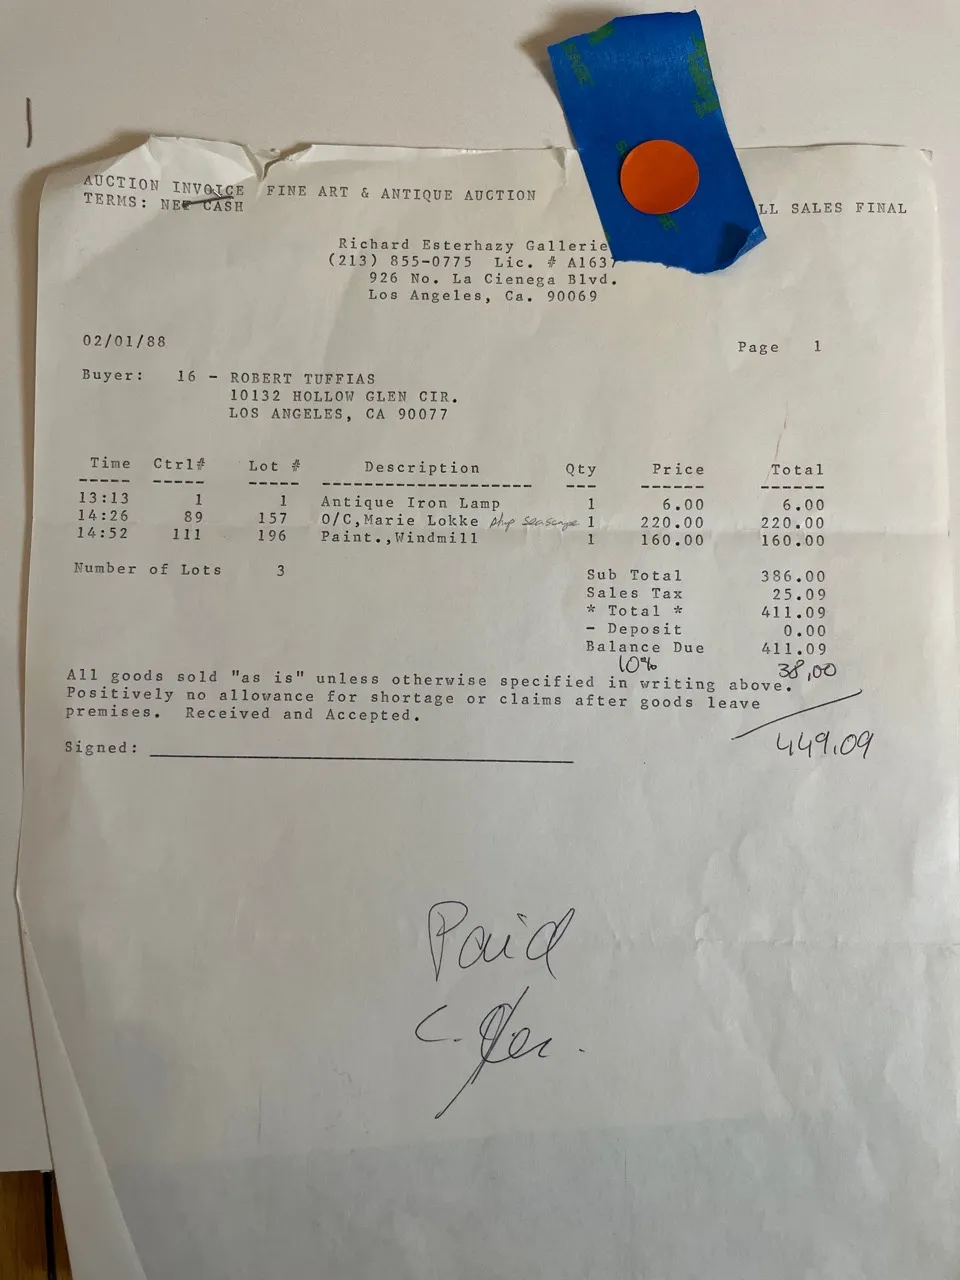 AUCTION INVOICE FINE ART & ANTIQUE AUCTION
TERMS: NET CASH LL SALES FINAL
Richard Esterhazy Gallerie
(213) 855-0775 Lic. # A1637
926 No. La Cienega Blvd.
Los Angeles, Ca. 90069
02/01/88 Page 1
Buyer: 16 - ROBERT TUFFIAS
10132 HOLLOW GLEN CIR.
LOS ANGELES, CA 90077
Time Ctrl# Lot # Description Qty Price Total
13:13 1 1 Antique Iron Lamp 1 6.00 6.00
14:26 89 157 O/C,Marie Lokke ship seascape 1 220.00 220.00
14:52 111 196 Paint.,Windmill 1 160.00 160.00
Number of Lots 3 Sub Total 386.00
Sales Tax 25.09
* Total * 411.09
- Deposit 0.00
Balance Due 411.09
10% 38,00
All goods sold "as is" unless otherwise specified in writing above.
Positively no allowance for shortage or claims after goods leave
premises. Received and Accepted.
449.09
Signed:
Paid